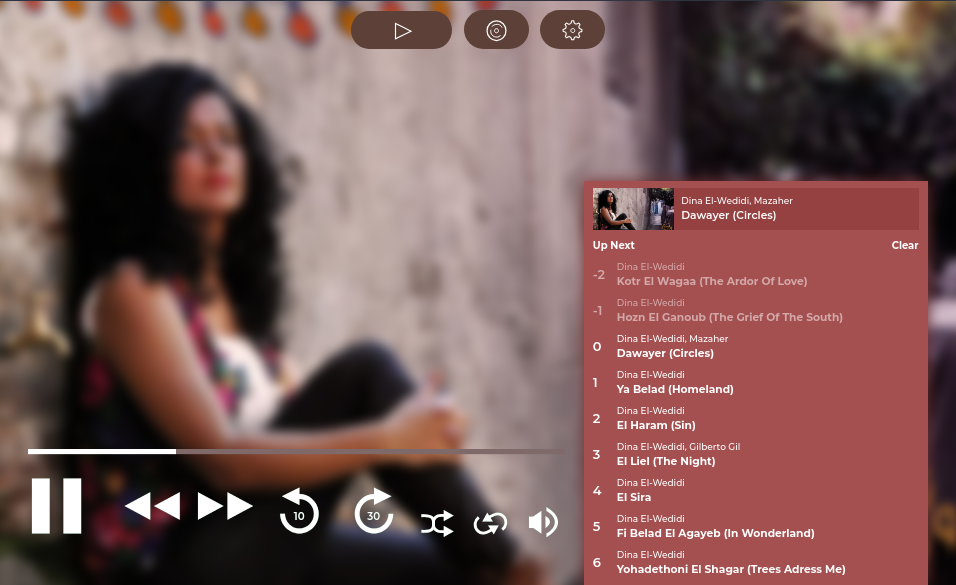 Dina El-Wedidi, Mazaher
Dawayer (Circles)
Up Next
Clear
-2
Dina El-Wedidi
Kotr El Wagaa (The Ardor Of Love)
-1
Dina El-Wedidi
Hozn El Ganoub (The Grief Of The South)
0
Dina El-Wedidi, Mazaher
Dawayer (Circles)
1
Dina El-Wedidi
Ya Belad (Homeland)
2
Dina El-Wedidi
El Haram (Sin)
3
Dina El-Wedidi, Gilberto Gil
El Liel (The Night)
4
Dina El-Wedidi
El Sira
5
Dina El-Wedidi
Fi Belad El Agayeb (In Wonderland)
6
Dina El-Wedidi
Yohadethoni El Shagar (Trees Adress Me)
10
30